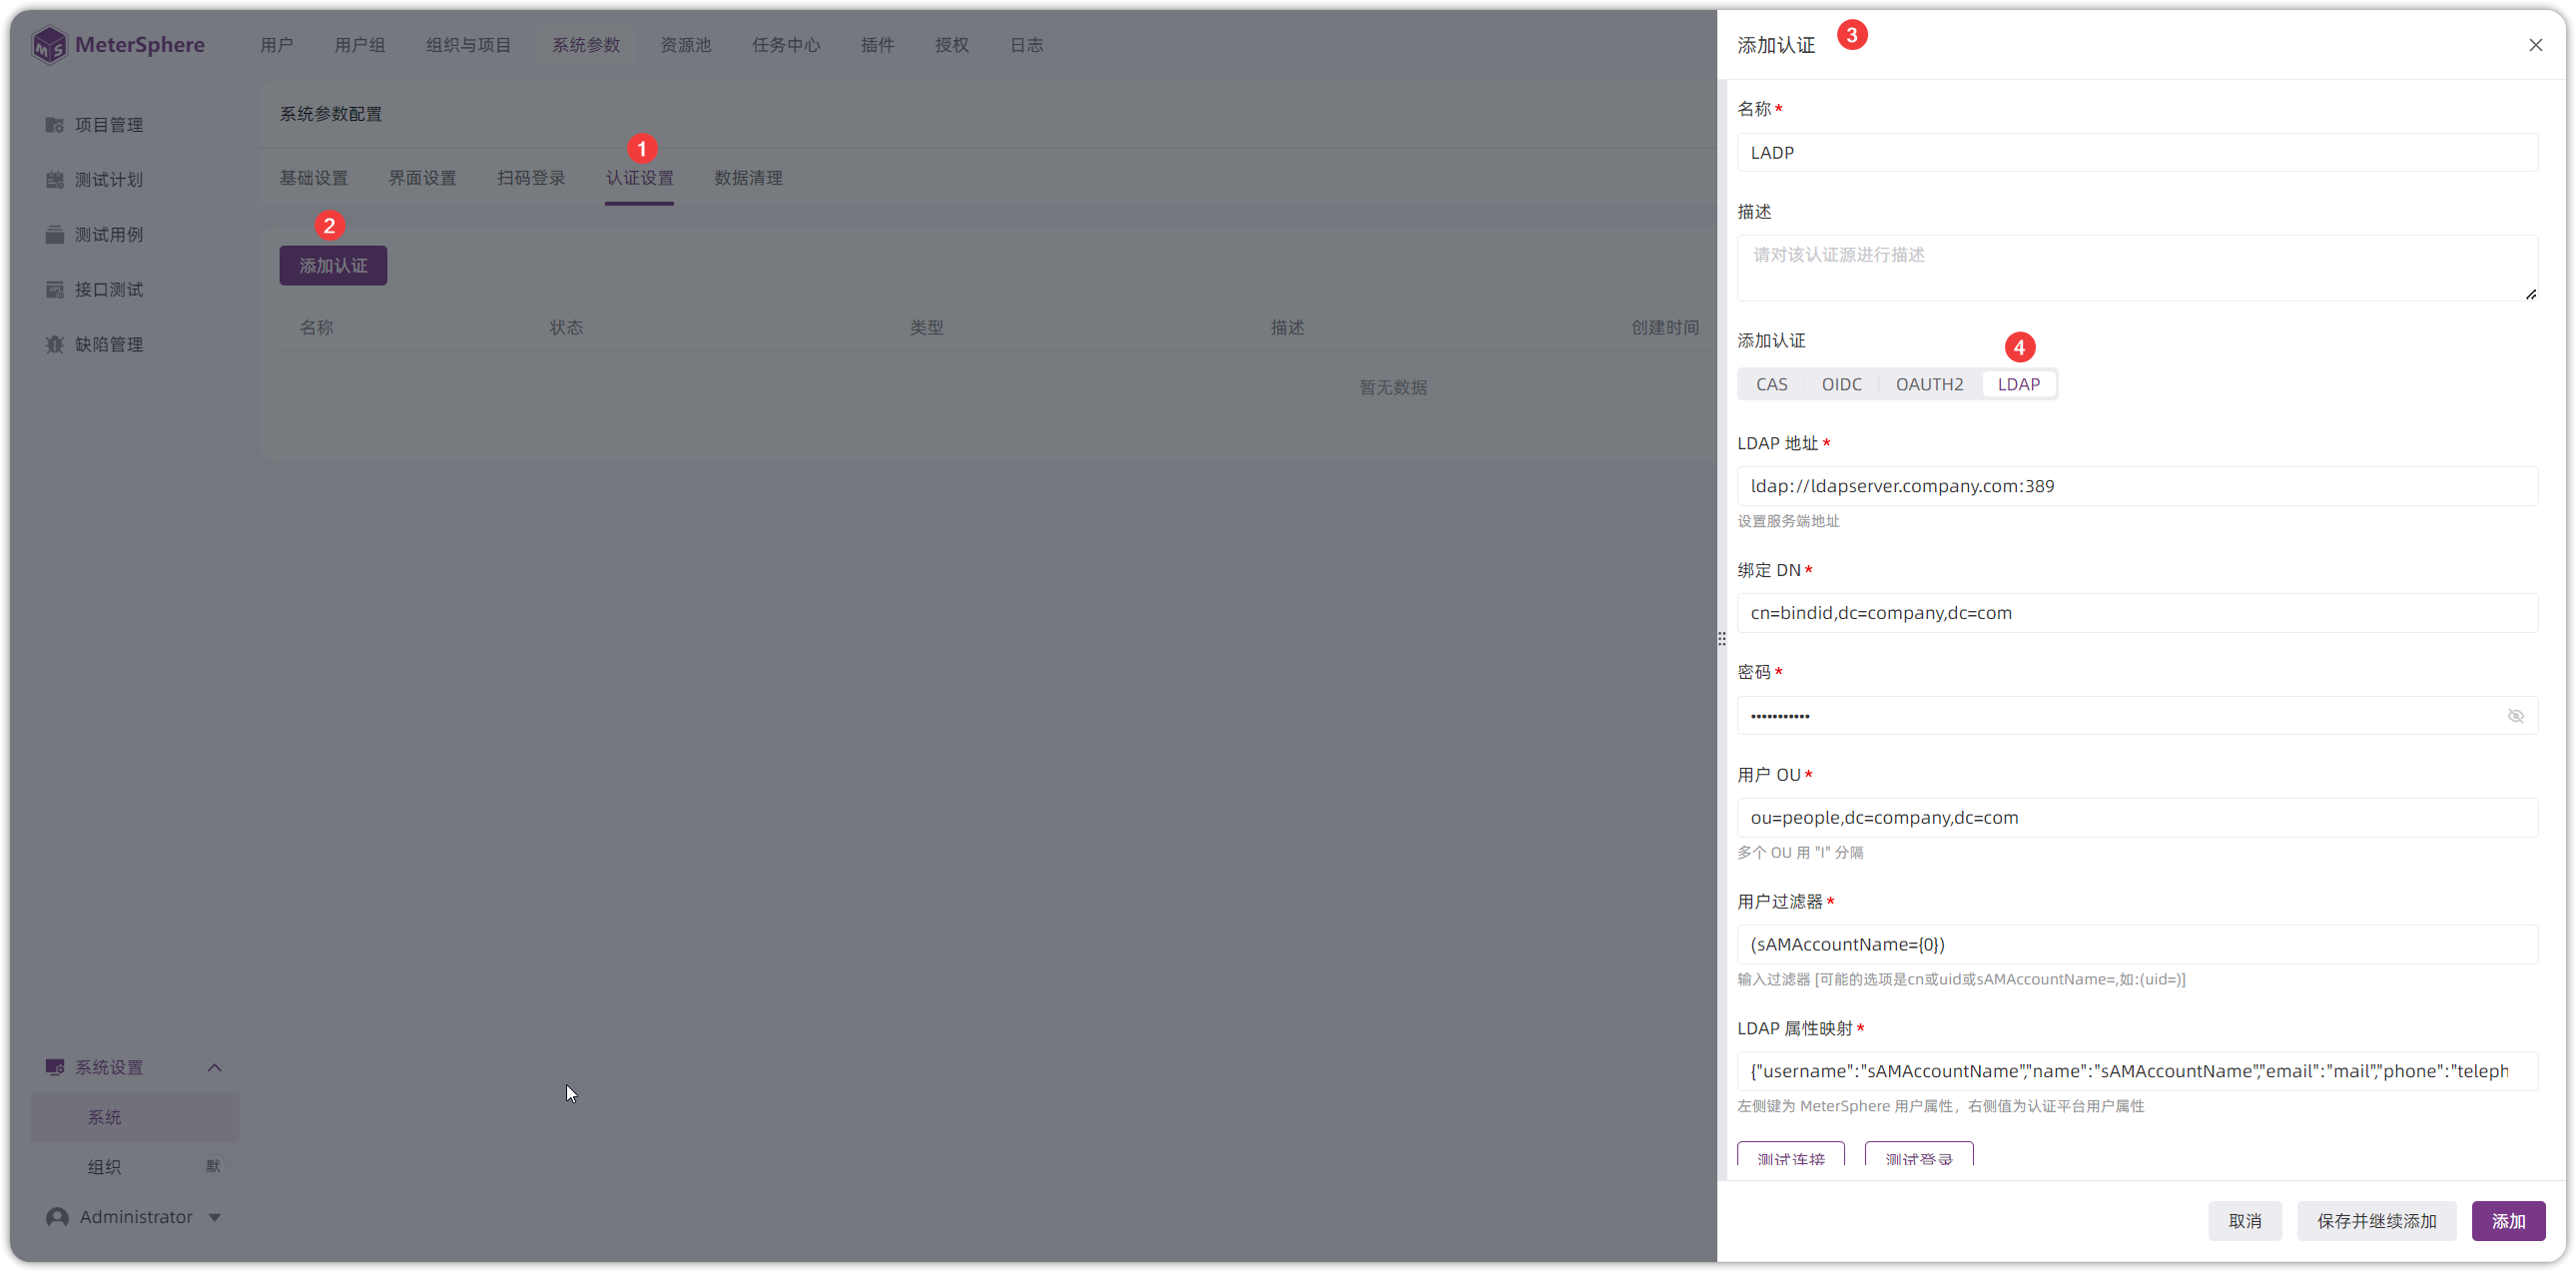 MeterSphere
用户 用户组 组织与项目 系统参数 资源池 任务中心 插件 授权 日志
项目管理
测试计划
测试用例
接口测试
缺陷管理
系统设置
系统
组织 默
Administrator
系统参数配置
1
基础设置 界面设置 扫码登录 认证设置 数据清理
2
添加认证
名称 状态 类型 描述 创建时间
暂无数据
添加认证 3
名称*
LADP
描述
请对该认证源进行描述
添加认证
4
CAS OIDC OAUTH2 LDAP
LDAP 地址*
ldap://ldapserver.company.com:389
设置服务端地址
绑定 DN*
cn=bindid,dc=company,dc=com
密码*
•••••••••••
用户 OU*
ou=people,dc=company,dc=com
多个 OU 用 "I" 分隔
用户过滤器*
(sAMAccountName={0})
输入过滤器 [可能的选项是cn或uid或sAMAccountName=,如:(uid=)]
LDAP 属性映射*
{"username":"sAMAccountName","name":"sAMAccountName","email":"mail","phone":"teleph
左侧键为 MeterSphere 用户属性，右侧值为认证平台用户属性
测试连接 测试登录
取消 保存并继续添加 添加